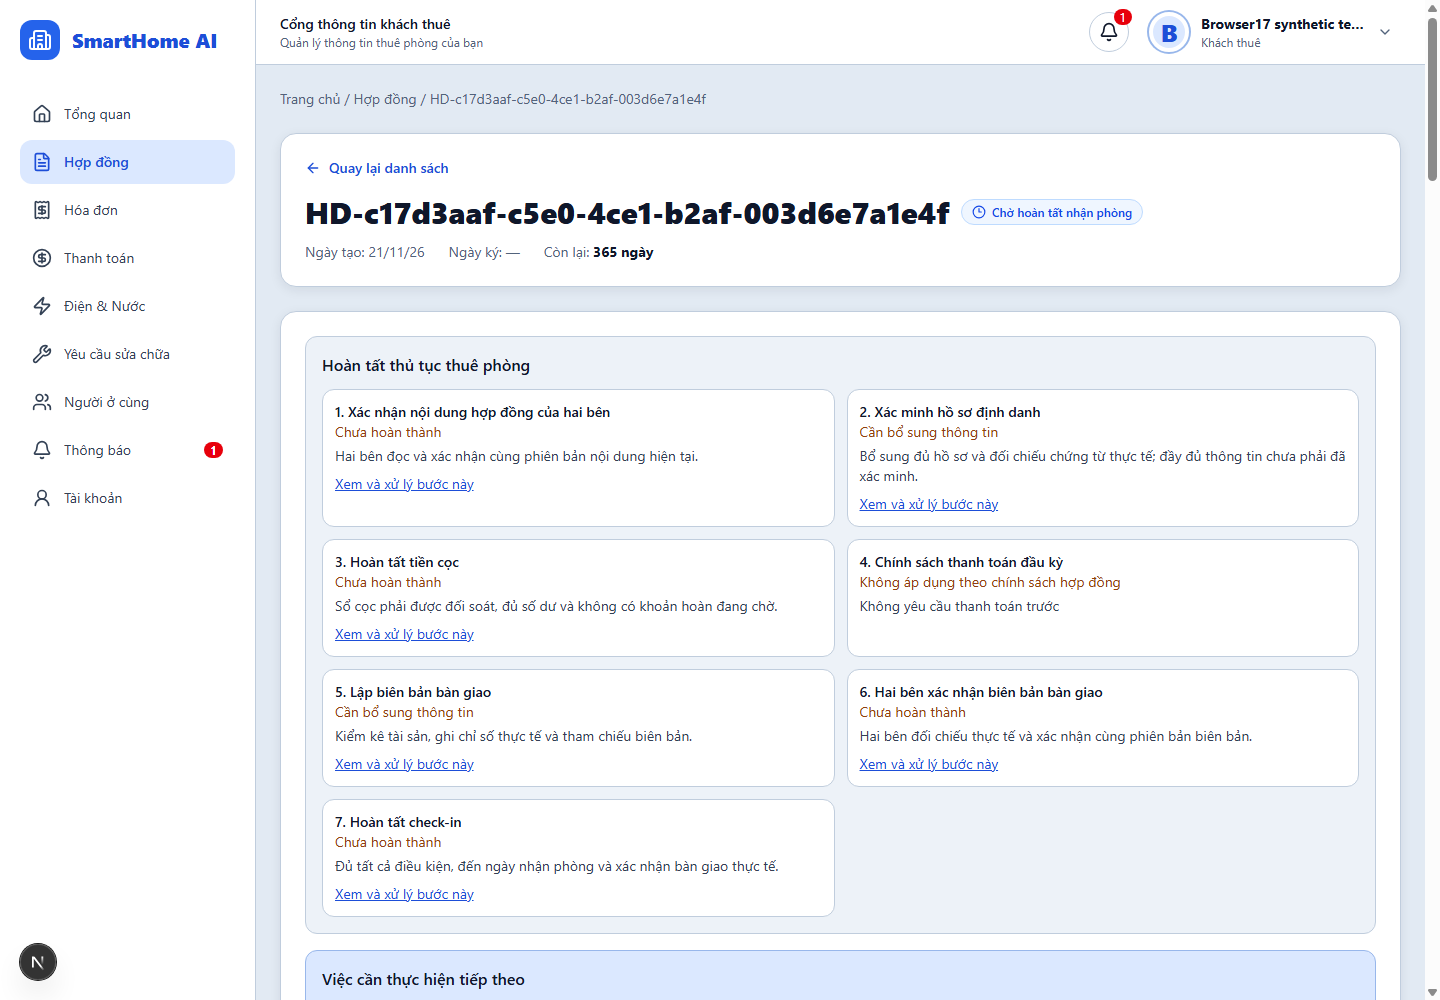 SmartHome AI
Tổng quan
Hợp đồng
Hóa đơn
Thanh toán
Điện & Nước
Yêu cầu sửa chữa
Người ở cùng
Thông báo
1
Tài khoản
N
Cổng thông tin khách thuê
Quản lý thông tin thuê phòng của bạn
1
B
Browser17 synthetic te...
Khách thuê
Trang chủ / Hợp đồng / HD-c17d3aaf-c5e0-4ce1-b2af-003d6e7a1e4f
Quay lại danh sách
HD-c17d3aaf-c5e0-4ce1-b2af-003d6e7a1e4f
Chờ hoàn tất nhận phòng
Ngày tạo: 21/11/26 Ngày ký: — Còn lại: 365 ngày
Hoàn tất thủ tục thuê phòng
1. Xác nhận nội dung hợp đồng của hai bên
Chưa hoàn thành
Hai bên đọc và xác nhận cùng phiên bản nội dung hiện tại.
Xem và xử lý bước này
2. Xác minh hồ sơ định danh
Cần bổ sung thông tin
Bổ sung đủ hồ sơ và đối chiếu chứng từ thực tế; đầy đủ thông tin chưa phải đã
xác minh.
Xem và xử lý bước này
3. Hoàn tất tiền cọc
Chưa hoàn thành
Sổ cọc phải được đối soát, đủ số dư và không có khoản hoàn đang chờ.
Xem và xử lý bước này
4. Chính sách thanh toán đầu kỳ
Không áp dụng theo chính sách hợp đồng
Không yêu cầu thanh toán trước
5. Lập biên bản bàn giao
Cần bổ sung thông tin
Kiểm kê tài sản, ghi chỉ số thực tế và tham chiếu biên bản.
Xem và xử lý bước này
6. Hai bên xác nhận biên bản bàn giao
Chưa hoàn thành
Hai bên đối chiếu thực tế và xác nhận cùng phiên bản biên bản.
Xem và xử lý bước này
7. Hoàn tất check-in
Chưa hoàn thành
Đủ tất cả điều kiện, đến ngày nhận phòng và xác nhận bàn giao thực tế.
Xem và xử lý bước này
Việc cần thực hiện tiếp theo